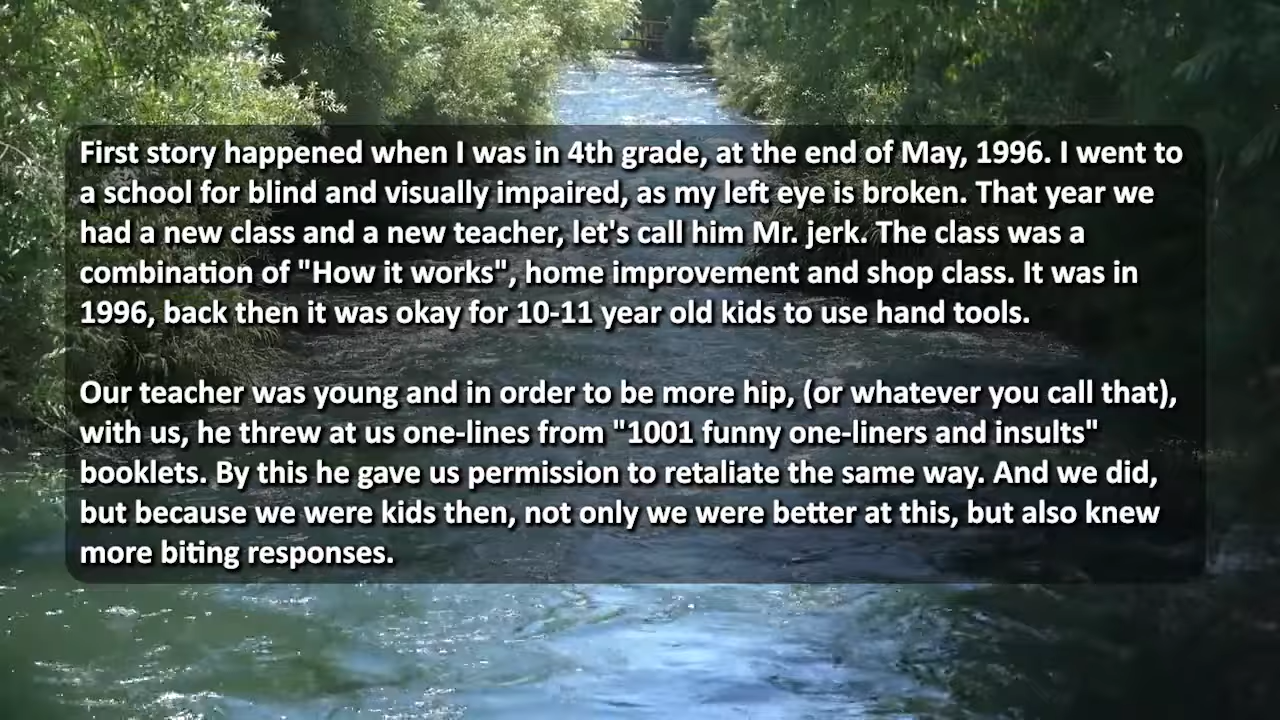 First story happened when I was in 4th grade, at the end of May, 1996. I went to
a school for blind and visually impaired, as my left eye is broken. That year we
had a new class and a new teacher, let's call him Mr. jerk. The class was a
combination of "How it works", home improvement and shop class. It was in
1996, back then it was okay for 10-11 year old kids to use hand tools.
Our teacher was young and in order to be more hip, (or whatever you call that),
with us, he threw at us one-lines from "1001 funny one-liners and insults"
booklets. By this he gave us permission to retaliate the same way. And we did,
but because we were kids then, not only we were better at this, but also knew
more biting responses.